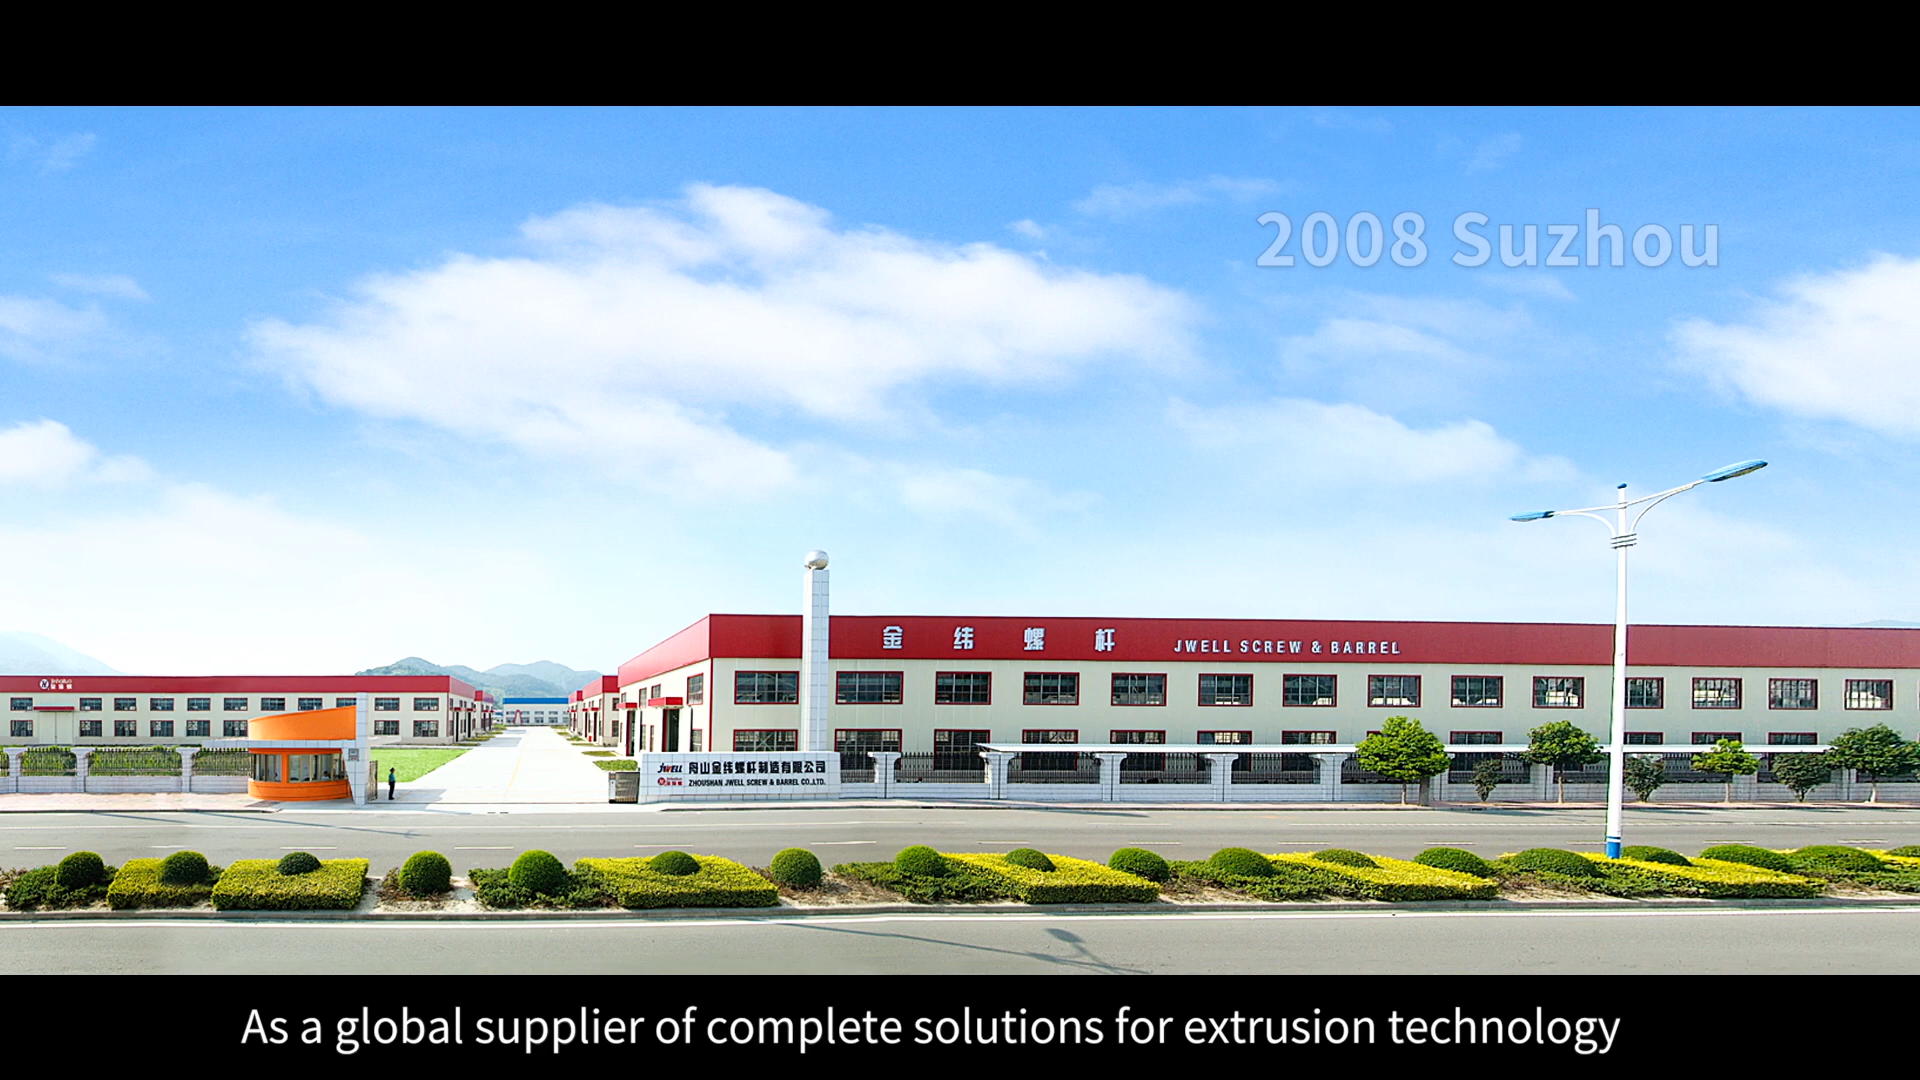 2008 Suzhou
金纬螺杆 JWELL SCREW & BARREL
JWELL 舟山金纬螺杆制造有限公司
ZHOUSHAN JWELL SCREW & BARREL CO.,LTD.
As a global supplier of complete solutions for extrusion technology